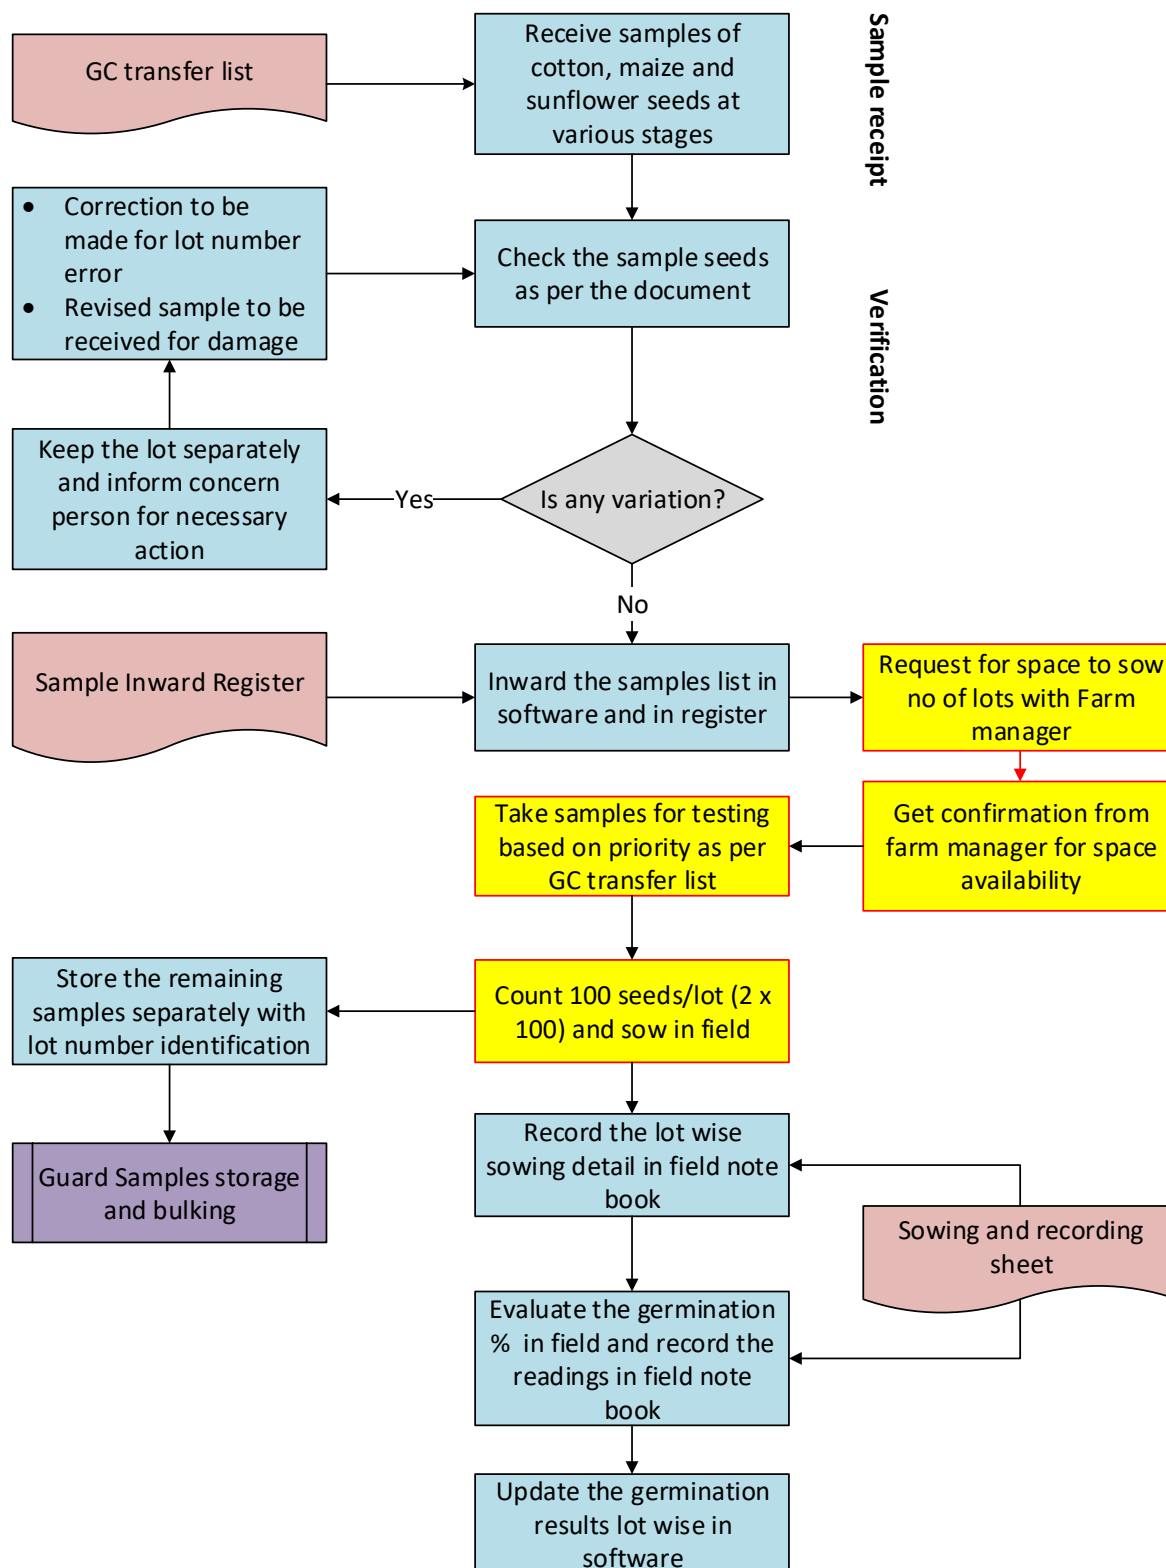 GC transfer list
Receive samples of
cotton, maize and
sunflower seeds at
various stages
Sample receipt
• Correction to be
made for lot number
error
• Revised sample to be
received for damage
Check the sample seeds
as per the document
Verification
Keep the lot separately
and inform concern
person for necessary
action
Yes
Is any variation?
No
Sample Inward Register
Inward the samples list in
software and in register
Request for space to sow
no of lots with Farm
manager
Take samples for testing
based on priority as per
GC transfer list
Get confirmation from
farm manager for space
availability
Store the remaining
samples separately with
lot number identification
Count 100 seeds/lot (2 x
100) and sow in field
Guard Samples storage
and bulking
Record the lot wise
sowing detail in field note
book
Sowing and recording
sheet
Evaluate the germination
% in field and record the
readings in field note
book
Update the germination
results lot wise in
software